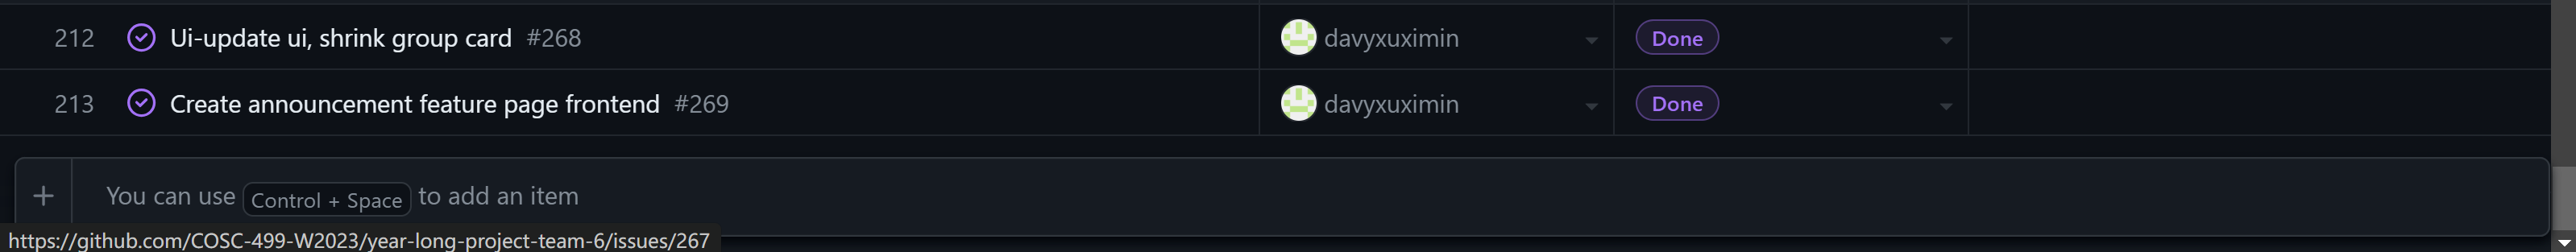 212 Ui-update ui, shrink group card #268 davyxuximin Done
213 Create announcement feature page frontend #269 davyxuximin Done
+ You can use Control + Space to add an item
https://github.com/COSC-499-W2023/year-long-project-team-6/issues/267